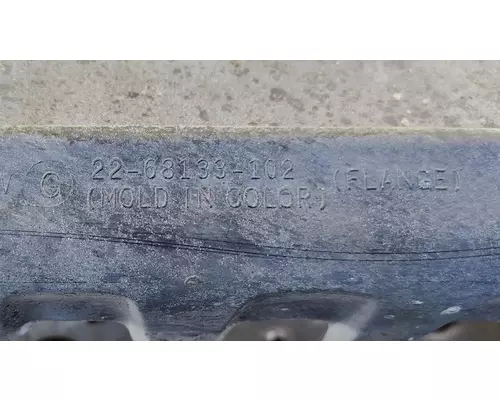 22-68133-102 (FLANGE)
(MOLD IN COLOR)